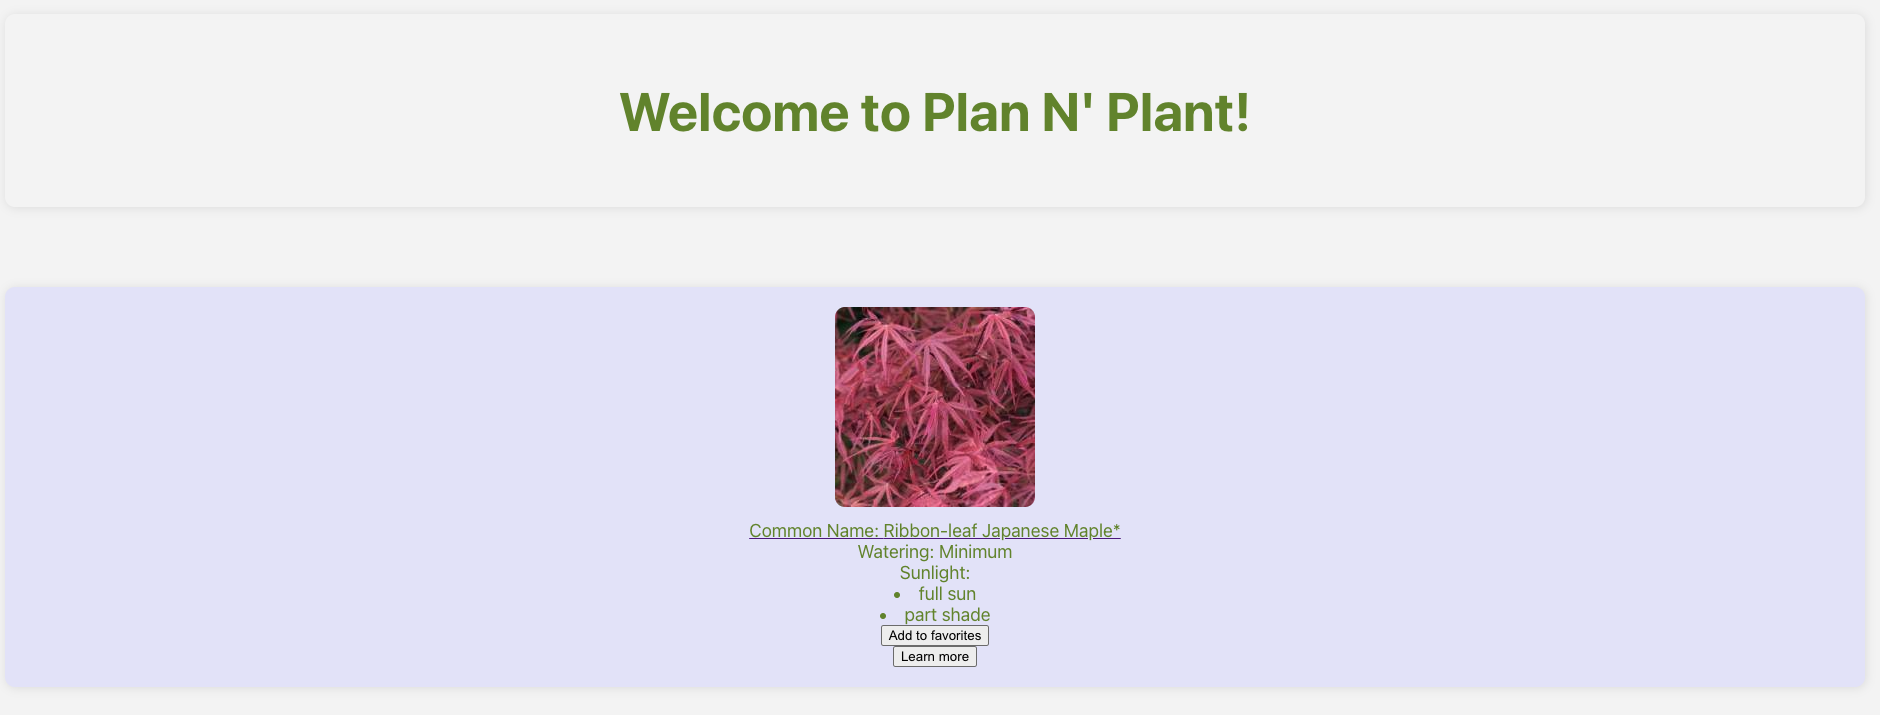 Welcome to Plan N' Plant!
Common Name: Ribbon-leaf Japanese Maple*
Watering: Minimum
Sunlight:
• full sun
• part shade
Add to favorites
Learn more